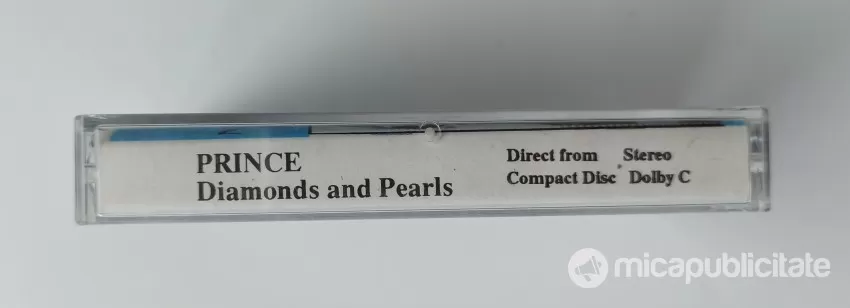 PRINCE
Diamonds and Pearls
Direct from Stereo
Compact Disc Dolby C
micapublicitate